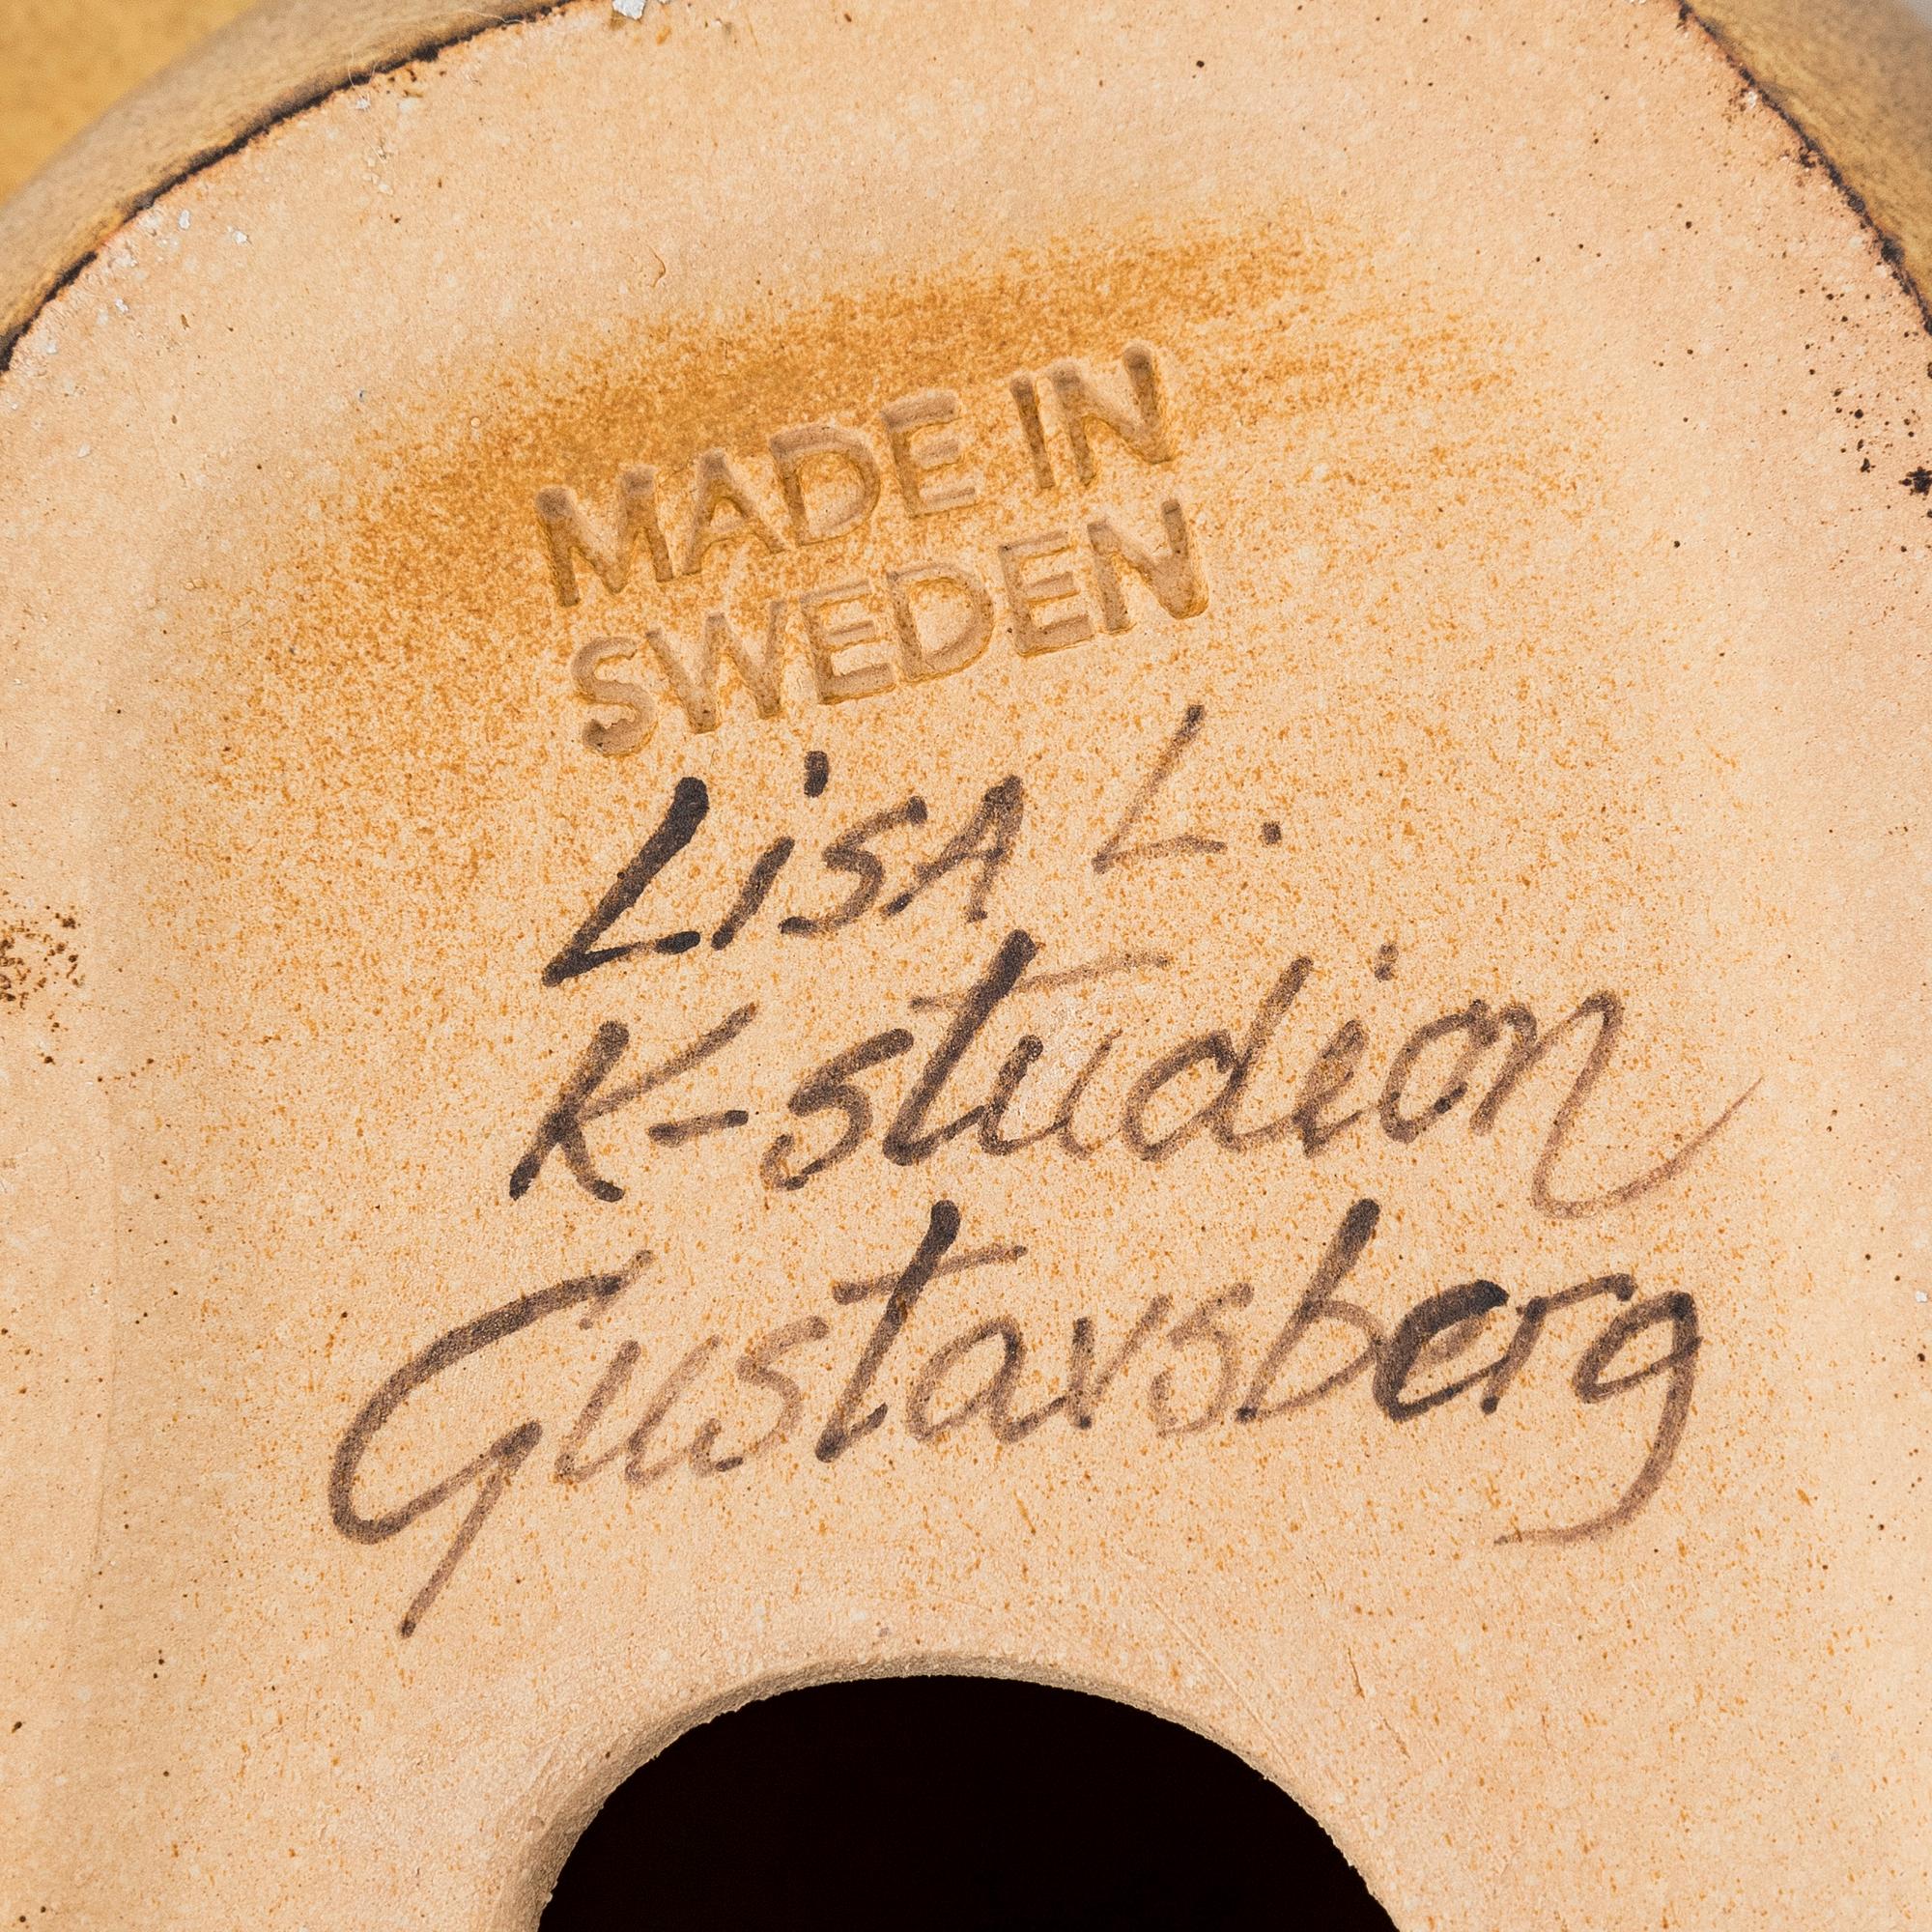 MADE IN
SWEDEN
Lisa L.
K-studion
Gustavsberg